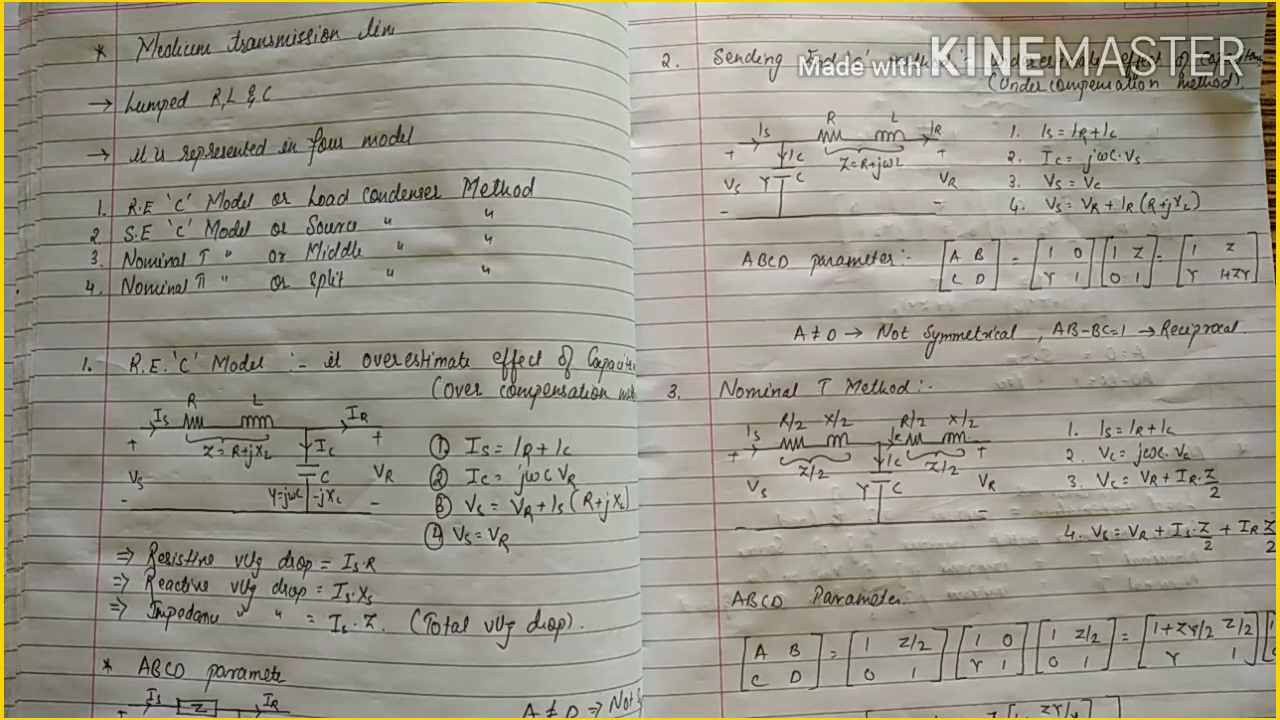 * Medium transmission line
→ Lumped R, L & C
→ it is represented in four model
1. R.E 'C' Model or Load condenser Method
2 S.E 'C' Model or Source " "
3. Nominal T " or Middle " "
4. Nominal π " or Split " "
1. R.E. 'C' Model :- it overestimate effect of Capacita
(over compensation
R L
Is IR
Z = R+jXL
+ Ic +
Vs C VR
Y=jωC -jXc
- -
① Is = IR + Ic
② Ic = jωC VR
③ Vs = VR + Is (R+jXL)
④ Vs = VR
⇒ Resistive vltg drop = Is·R
⇒ Reactive vltg drop = Is·Xs
⇒ Impedance " " = Is·Z. (Total vltg drop).
* ABCD paramete
Is Z IR
A ≠ D ⇒ Not S
Made with KINEMASTER
2. Sending effect of
(Under compensation method).
R L
Is IR
+ Ic Z=R+jωL +
Vs Y C VR
- -
1. Is = IR + Ic
2. Ic = jωC·Vs
3. Vs = Vc
4. Vs = VR + IR (R+jXL)
ABCD parameter:- [A B; C D] = [1 0; Y 1] [1 Z; 0 1] = [1 Z; Y 1+ZY]
A ≠ D → Not Symmetrical, AB-BC=1 → Reciprocal
3. Nominal T Method:-
R/2 X/2 R/2 X/2
Is IR
+ Z/2 Ic Z/2 +
Vs Y C VR
- -
1. Is = IR + Ic
2. Vc = jωc. Vc
3. Vc = VR + IR. Z/2
4. Vs = VR + Is. Z/2 + IR Z/2
ABCD Parameter.
[A B; C D] = [1 Z/2; 0 1] [1 0; Y 1] [1 Z/2; 0 1] = [1+ZY/2 Z/2; Y 1] [1